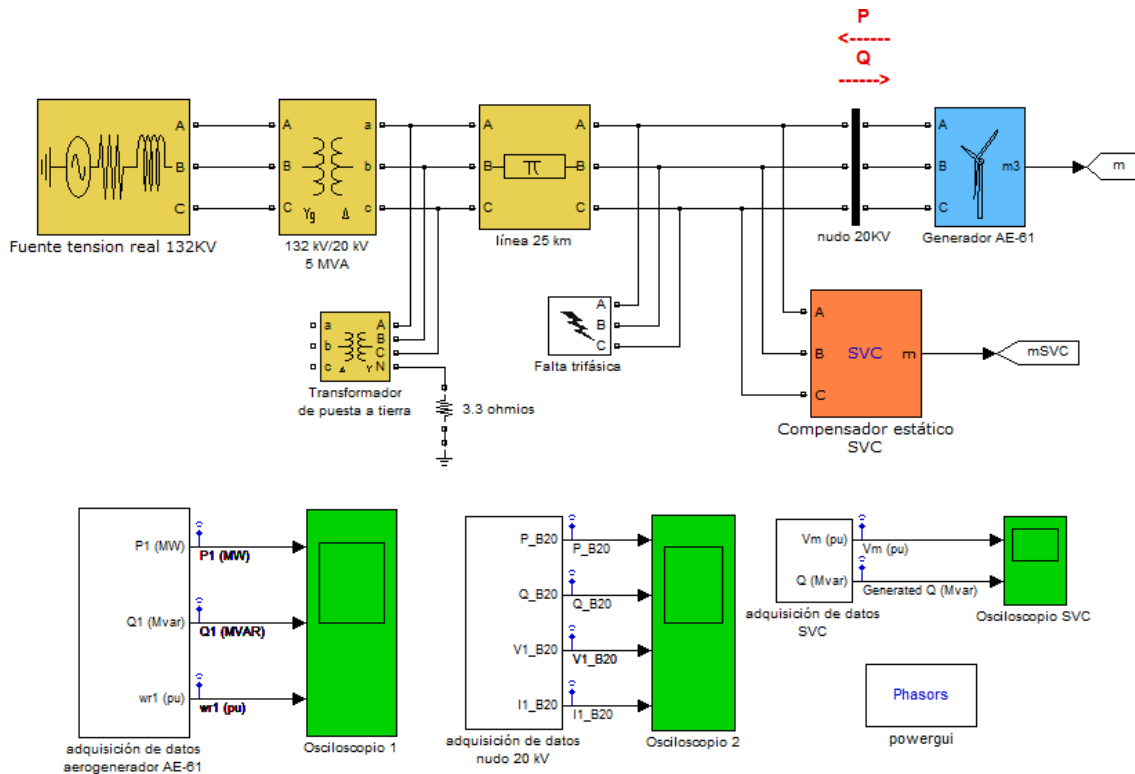 P
<------
Q
------>
A
B
C
Fuente tension real 132KV
A
B
C
a
b
c
Yg
Δ
132 kV/20 kV
5 MVA
A
B
C
π
A
B
C
línea 25 km
nudo 20KV
A
B
C
m3
Generador AE-61
m
a
b
c
A
B
C
N
Δ
Y
Transformador
de puesta a tierra
3.3 ohmios
A
B
C
Falta trifásica
A
B
C
SVC
m
Compensador estático
SVC
mSVC
P1 (MW)
P1 (MW)
Q1 (Mvar)
Q1 (MVAR)
wr1 (pu)
wr1 (pu)
adquisición de datos
aerogenerador AE-61
Osciloscopio 1
P_B20
P_B20
Q_B20
Q_B20
V1_B20
V1_B20
I1_B20
I1_B20
adquisición de datos
nudo 20 kV
Osciloscopio 2
Vm (pu)
Vm (pu)
Q (Mvar)
Generated Q (Mvar)
adquisición de datos
SVC
Osciloscopio SVC
Phasors
powergui